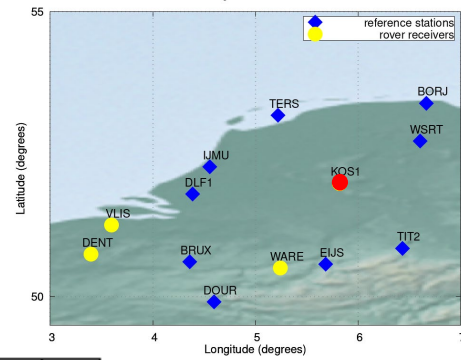 55
reference stations
rover receivers
BORJ
TERS
WSRT
IJMU
KOS1
DLF1
VLIS
DENT
BRUX
WARE
EIJS
TIT2
DOUR
50
3
4
5
6
7
Latitude (degrees)
Longitude (degrees)